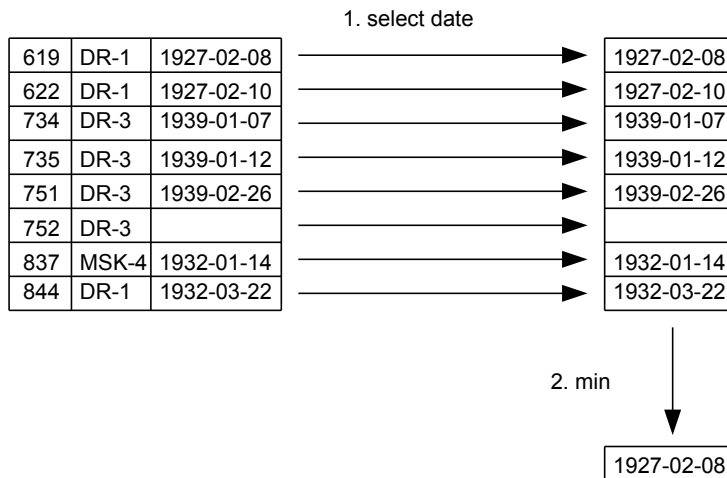 1. select date
619 DR-1 1927-02-08 1927-02-08
622 DR-1 1927-02-10 1927-02-10
734 DR-3 1939-01-07 1939-01-07
735 DR-3 1939-01-12 1939-01-12
751 DR-3 1939-02-26 1939-02-26
752 DR-3
837 MSK-4 1932-01-14 1932-01-14
844 DR-1 1932-03-22 1932-03-22
2. min
1927-02-08